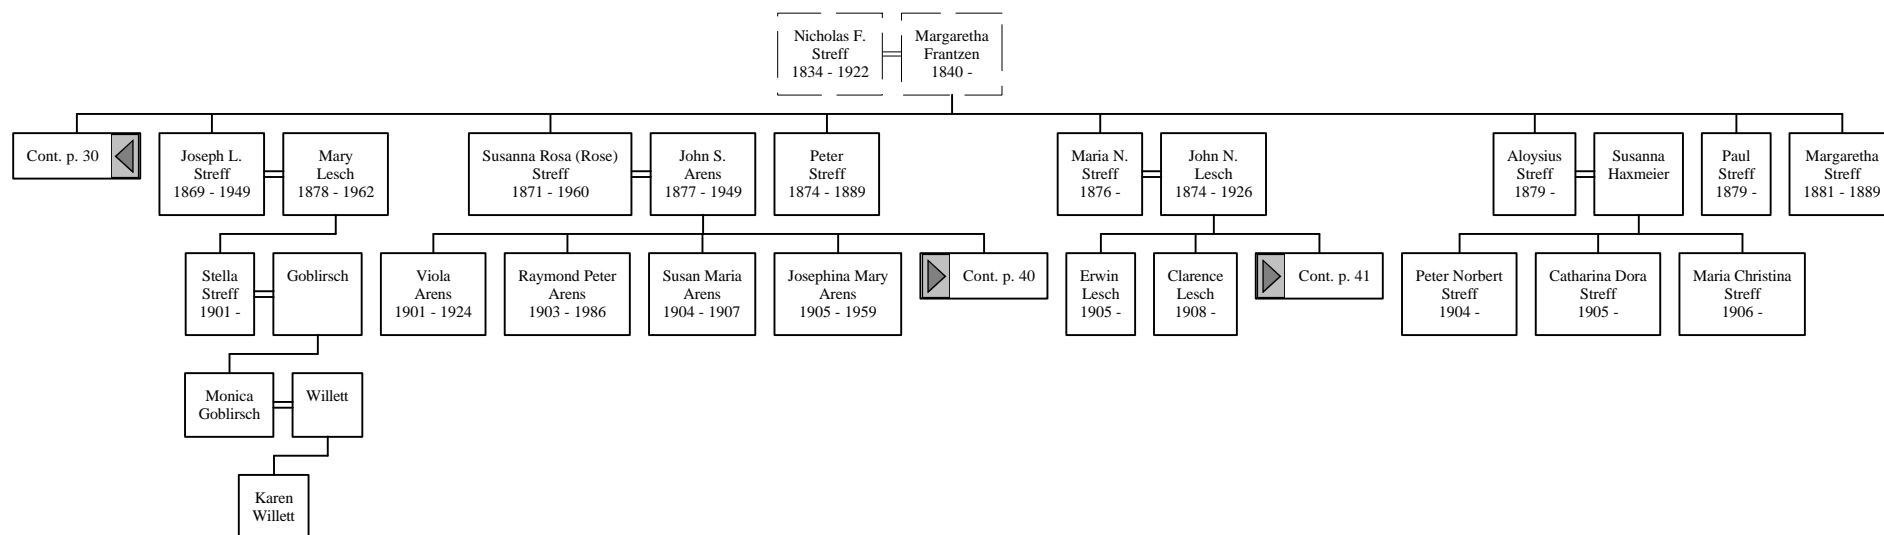 Nicholas F.
Streff
1834 - 1922
Margaretha
Frantzen
1840 -
Cont. p. 30
Joseph L.
Streff
1869 - 1949
Mary
Lesch
1878 - 1962
Susanna Rosa (Rose)
Streff
1871 - 1960
John S.
Arens
1877 - 1949
Peter
Streff
1874 - 1889
Maria N.
Streff
1876 -
John N.
Lesch
1874 - 1926
Aloysius
Streff
1879 -
Susanna
Haxmeier
Paul
Streff
1879 -
Margaretha
Streff
1881 - 1889
Stella
Streff
1901 -
Goblirsch
Viola
Arens
1901 - 1924
Raymond Peter
Arens
1903 - 1986
Susan Maria
Arens
1904 - 1907
Josephina Mary
Arens
1905 - 1959
Cont. p. 40
Erwin
Lesch
1905 -
Clarence
Lesch
1908 -
Cont. p. 41
Peter Norbert
Streff
1904 -
Catharina Dora
Streff
1905 -
Maria Christina
Streff
1906 -
Monica
Goblirsch
Willett
Karen
Willett